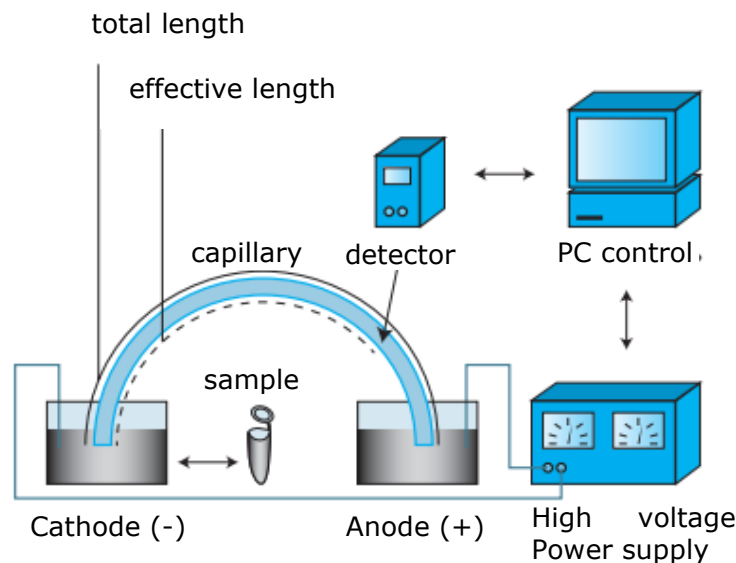 total length
effective length
capillary
detector
PC control
sample
Cathode (-)
Anode (+)
High voltage
Power supply